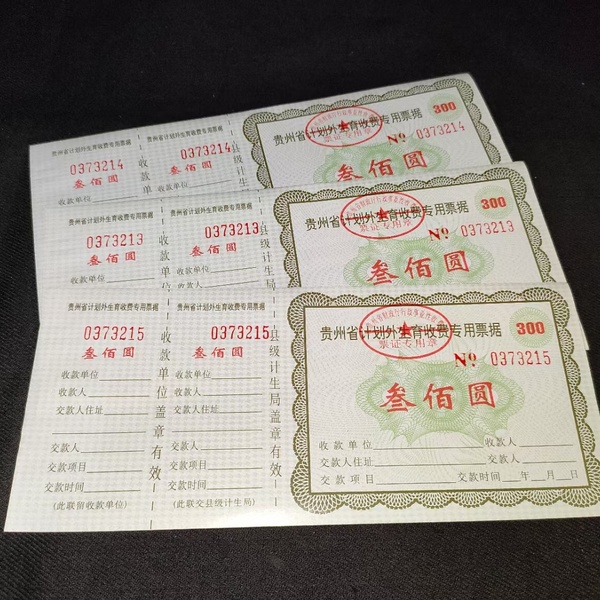 贵州省计划外生育收费专用票据
0373214
叁佰圆
收款单位
收款单
贵州省计划外生育收费专用票据
0373214
叁佰圆
收款单位
县级计生
贵州省计划外生育收费专用票据
300
票证专用章
№ 0373214
叁佰圆
贵州省计划外生育收费专用票据
0373213
叁佰圆
收款单位
收款单
贵州省计划外生育收费专用票据
0373213
叁佰圆
收款单位
县级计生局
贵州省计划外生育收费专用票据
300
票证专用章
№ 0373213
叁佰圆
贵州省计划外生育收费专用票据
0373215
叁佰圆
收款单位
收款人
交款人住址
交款人
交款项目
交款时间
(此联留收款单位)
收款单位盖章有效
贵州省计划外生育收费专用票据
0373215
叁佰圆
收款单位
收款人
交款人住址
交款人
交款项目
交款时间
(此联交县级计生局)
县级计生局盖章有效
贵州省计划外生育收费专用票据
300
票证专用章
№ 0373215
叁佰圆
收款单位 收款人
交款人住址 交款人
交款项目 交款时间 年 月 日